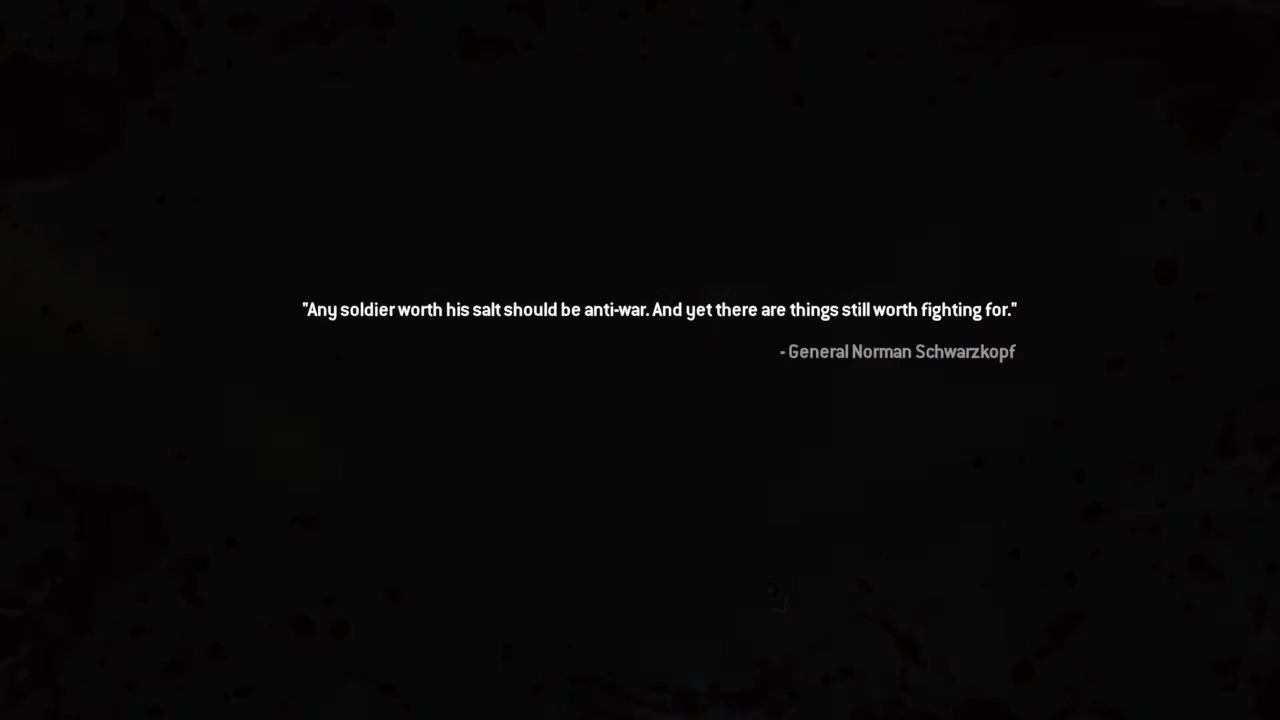 "Any soldier worth his salt should be anti-war. And yet there are things still worth fighting for."
- General Norman Schwarzkopf